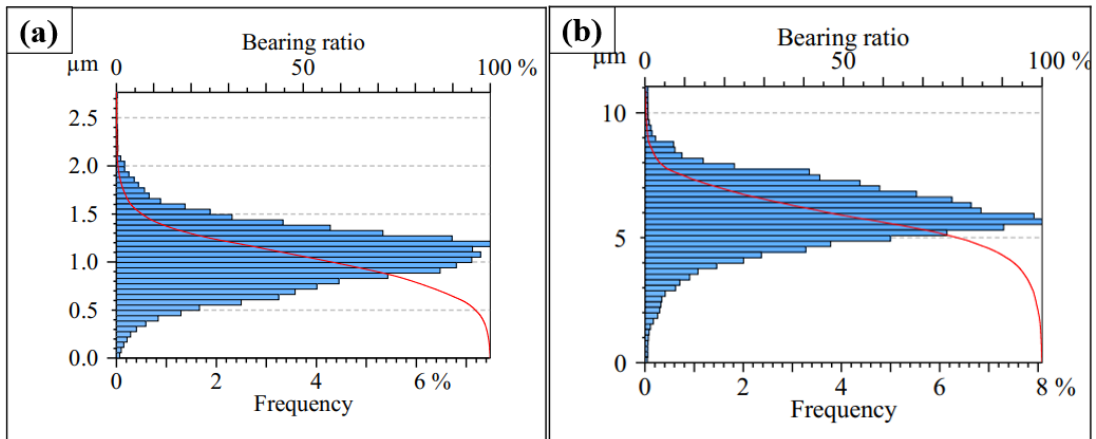 (a)
Bearing ratio
µm 0 50 100 %
2.5
2.0
1.5
1.0
0.5
0.0
0 2 4 6 %
Frequency
(b)
Bearing ratio
µm 0 50 100 %
10
5
0
0 2 4 6 8 %
Frequency